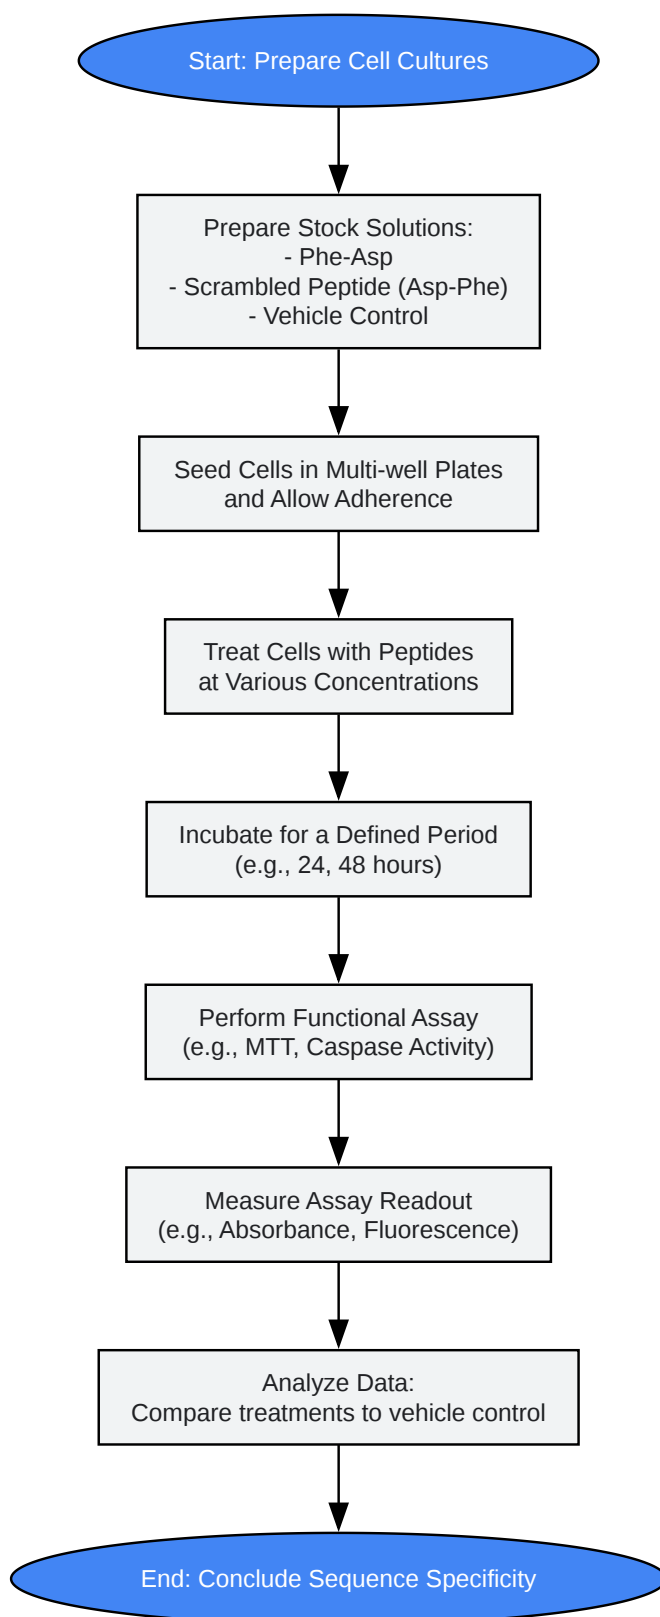 Start: Prepare Cell Cultures
Prepare Stock Solutions:
- Phe-Asp
- Scrambled Peptide (Asp-Phe)
- Vehicle Control
Seed Cells in Multi-well Plates
and Allow Adherence
Treat Cells with Peptides
at Various Concentrations
Incubate for a Defined Period
(e.g., 24, 48 hours)
Perform Functional Assay
(e.g., MTT, Caspase Activity)
Measure Assay Readout
(e.g., Absorbance, Fluorescence)
Analyze Data:
Compare treatments to vehicle control
End: Conclude Sequence Specificity